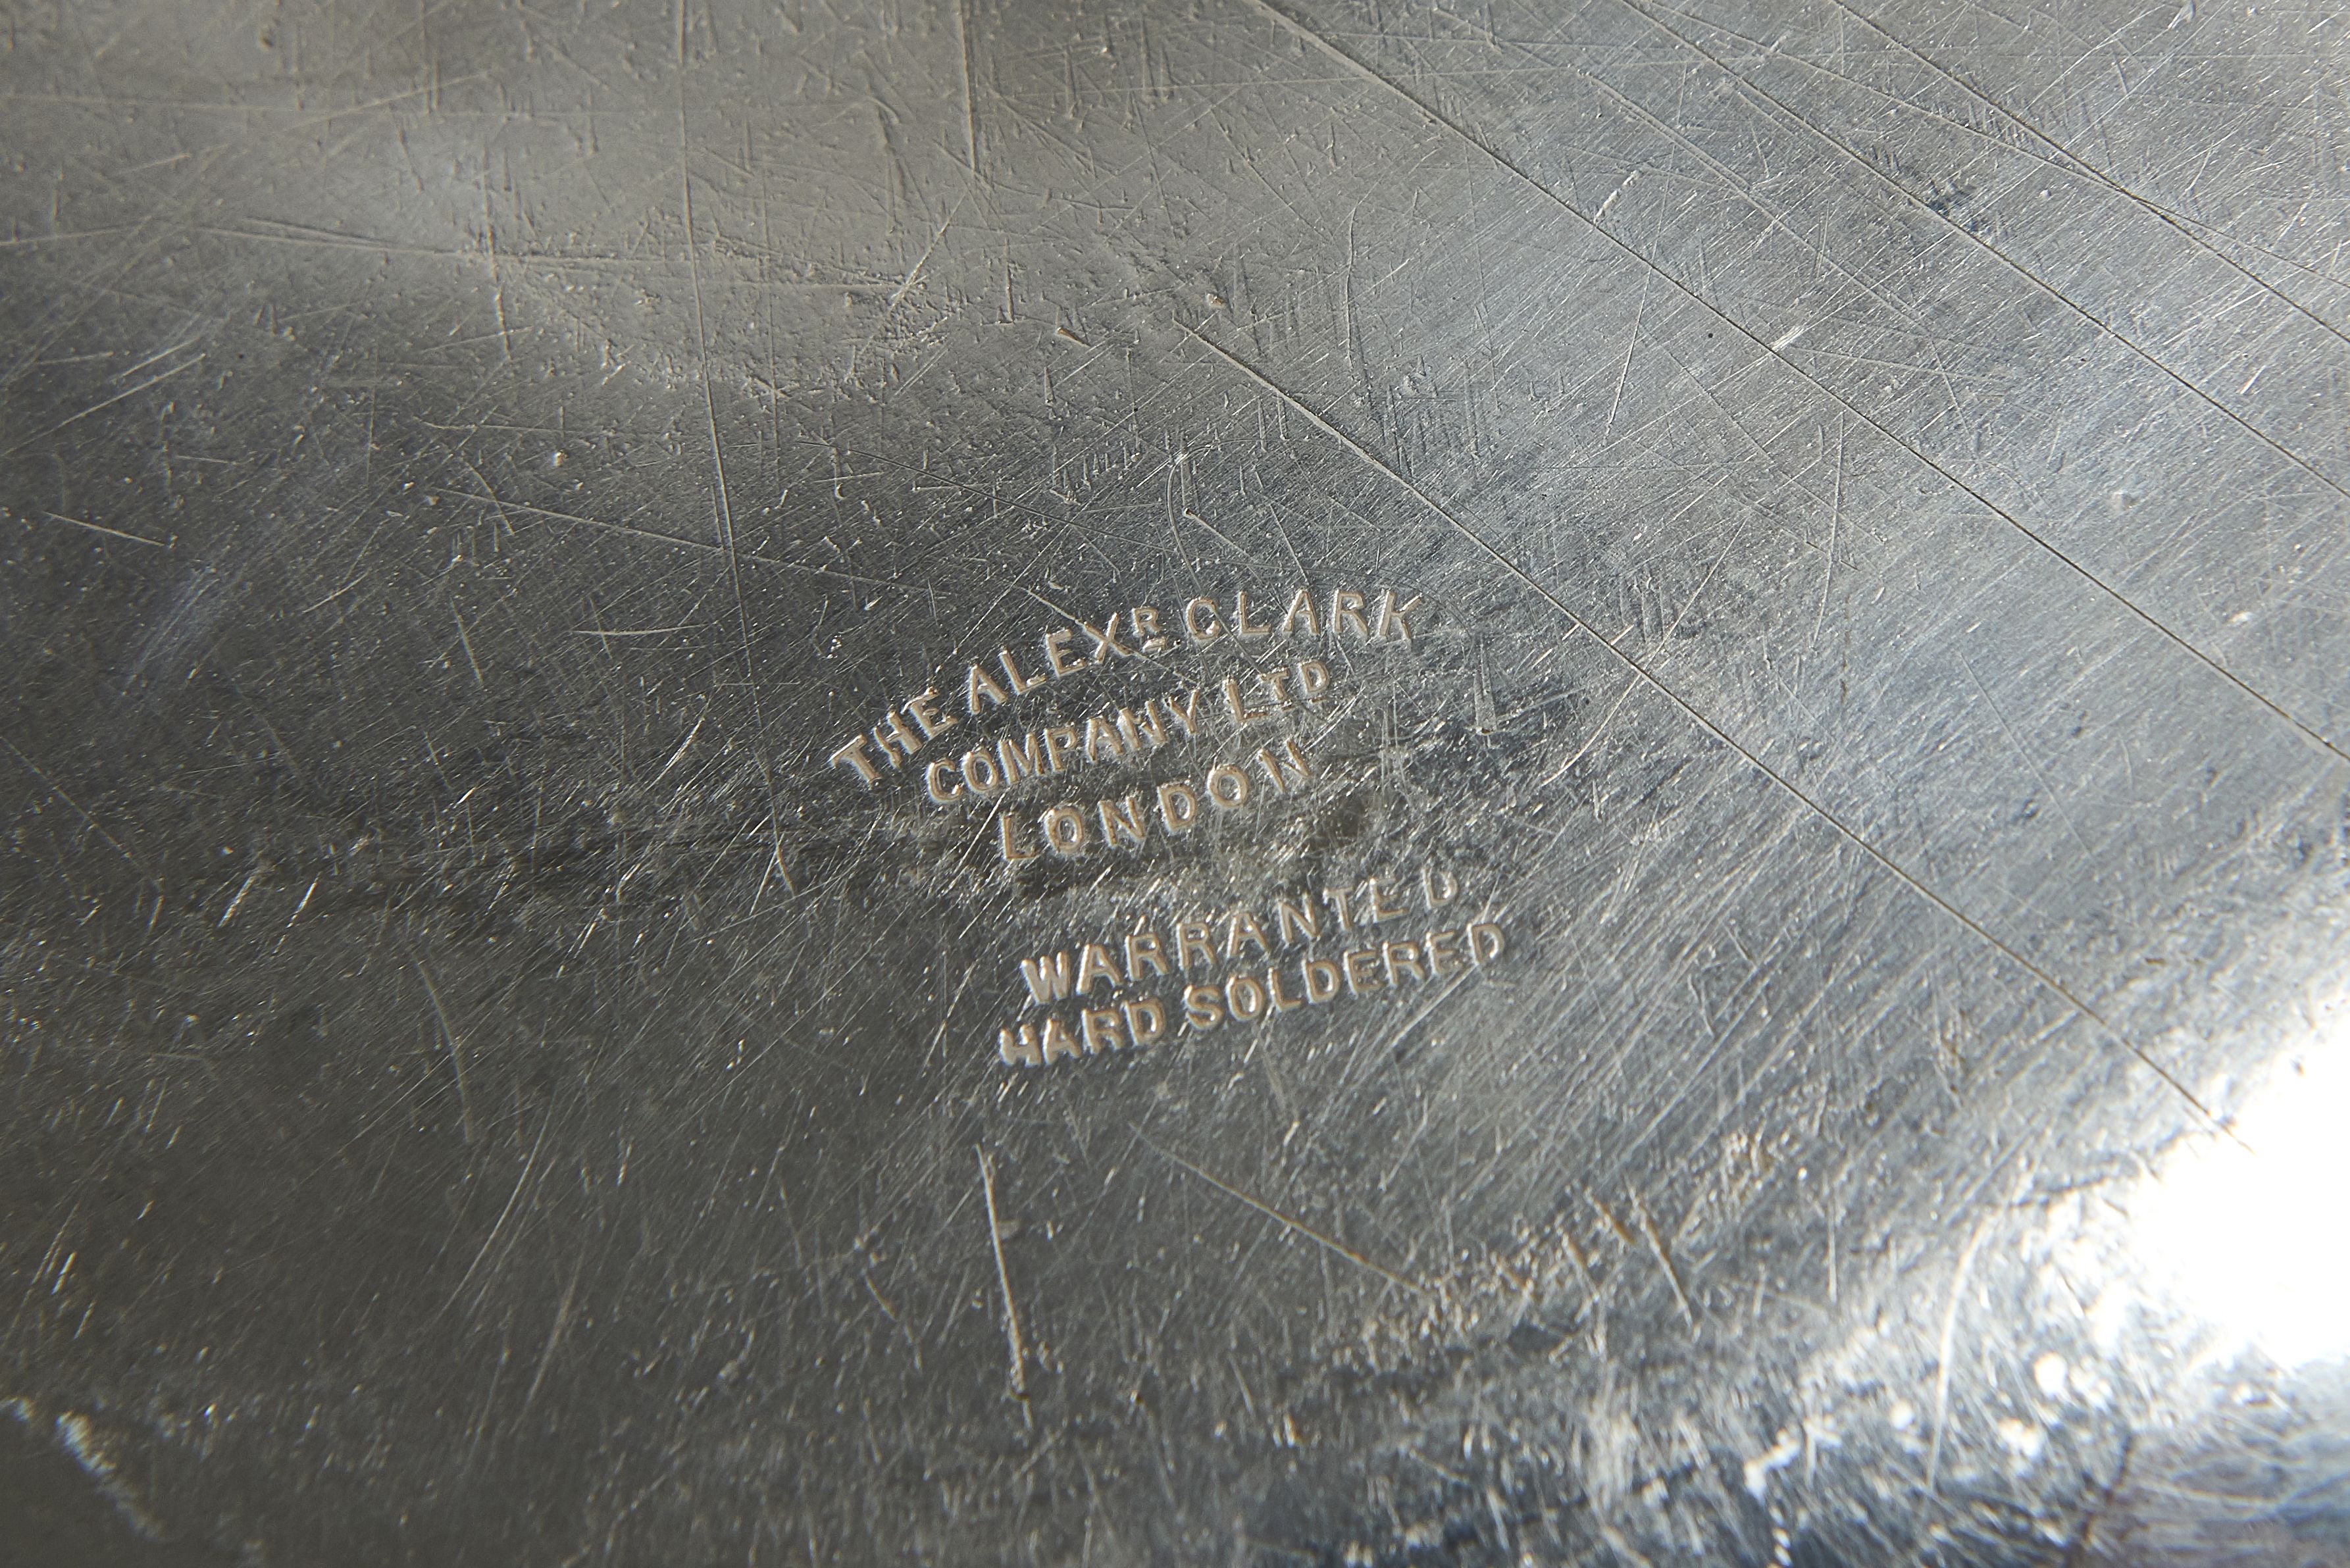 THE ALEXR CLARK
COMPANY LTD
LONDON
WARRANTED
HARD SOLDERED